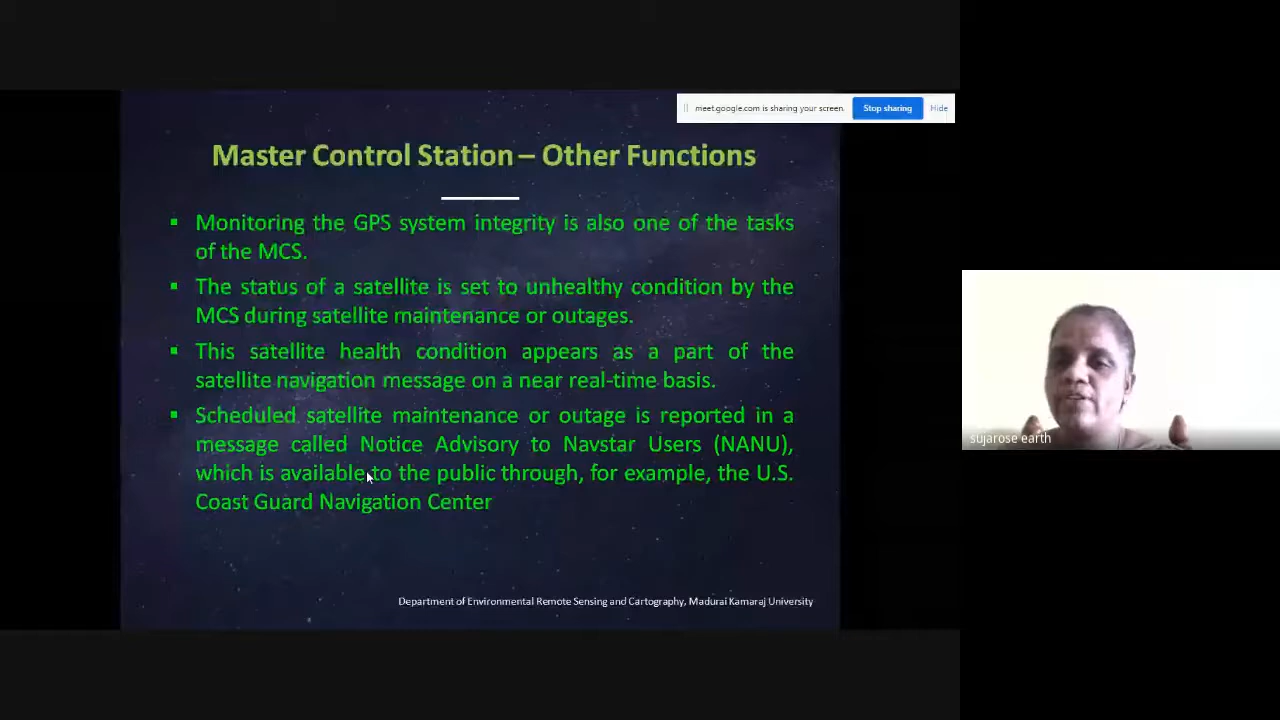 meet.google.com is sharing your screen. Stop sharing Hide
Master Control Station – Other Functions
▪ Monitoring the GPS system integrity is also one of the tasks
of the MCS.
▪ The status of a satellite is set to unhealthy condition by the
MCS during satellite maintenance or outages.
▪ This satellite health condition appears as a part of the
satellite navigation message on a near real-time basis.
▪ Scheduled satellite maintenance or outage is reported in a
message called Notice Advisory to Navstar Users (NANU),
which is available to the public through, for example, the U.S.
Coast Guard Navigation Center
Department of Environmental Remote Sensing and Cartography, Madurai Kamaraj University
sujarose earth